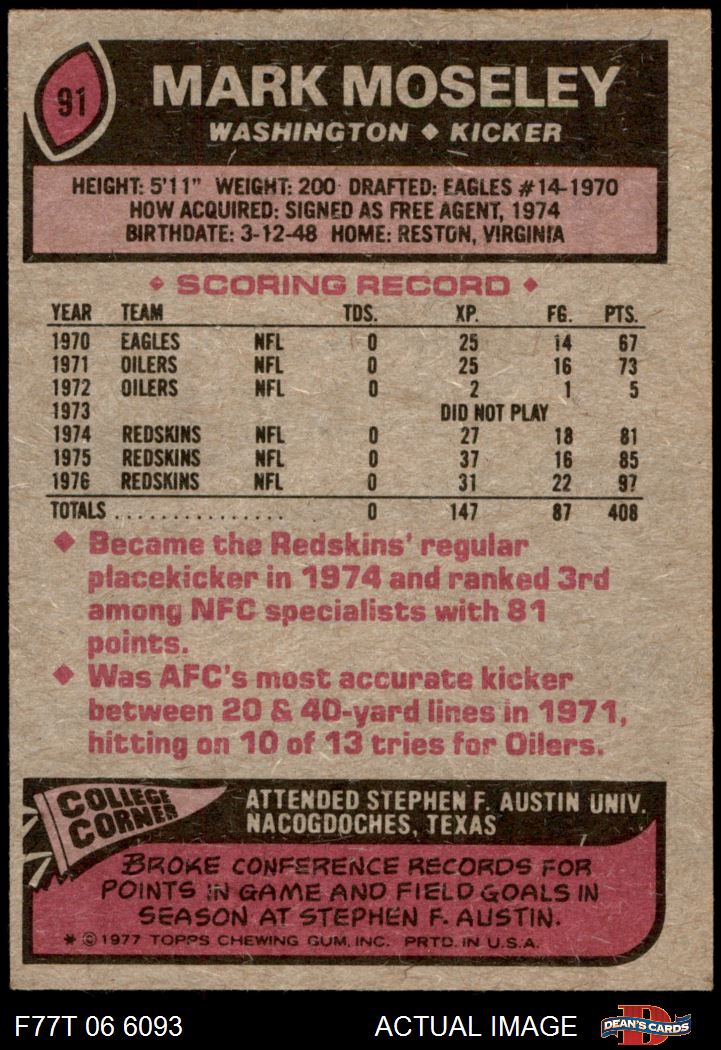 91
MARK MOSELEY
WASHINGTON ◆ KICKER
HEIGHT: 5'11" WEIGHT: 200 DRAFTED: EAGLES #14-1970
HOW ACQUIRED: SIGNED AS FREE AGENT, 1974
BIRTHDATE: 3-12-48 HOME: RESTON, VIRGINIA
◆ SCORING RECORD ◆
YEAR TEAM TDS. XP. FG. PTS.
1970 EAGLES NFL 0 25 14 67
1971 OILERS NFL 0 25 16 73
1972 OILERS NFL 0 2 1 5
1973 DID NOT PLAY
1974 REDSKINS NFL 0 27 18 81
1975 REDSKINS NFL 0 37 16 85
1976 REDSKINS NFL 0 31 22 97
TOTALS ................ 0 147 87 408
◆ Became the Redskins' regular
placekicker in 1974 and ranked 3rd
among NFC specialists with 81
points.
◆ Was AFC's most accurate kicker
between 20 & 40-yard lines in 1971,
hitting on 10 of 13 tries for Oilers.
COLLEGE
CORNER
ATTENDED STEPHEN F. AUSTIN UNIV.
NACOGDOCHES, TEXAS
BROKE CONFERENCE RECORDS FOR
POINTS IN GAME AND FIELD GOALS IN
SEASON AT STEPHEN F. AUSTIN.
* © 1977 TOPPS CHEWING GUM, INC. PRTD. IN U.S.A.
F77T 06 6093 ACTUAL IMAGE
D
DEAN'S CARDS